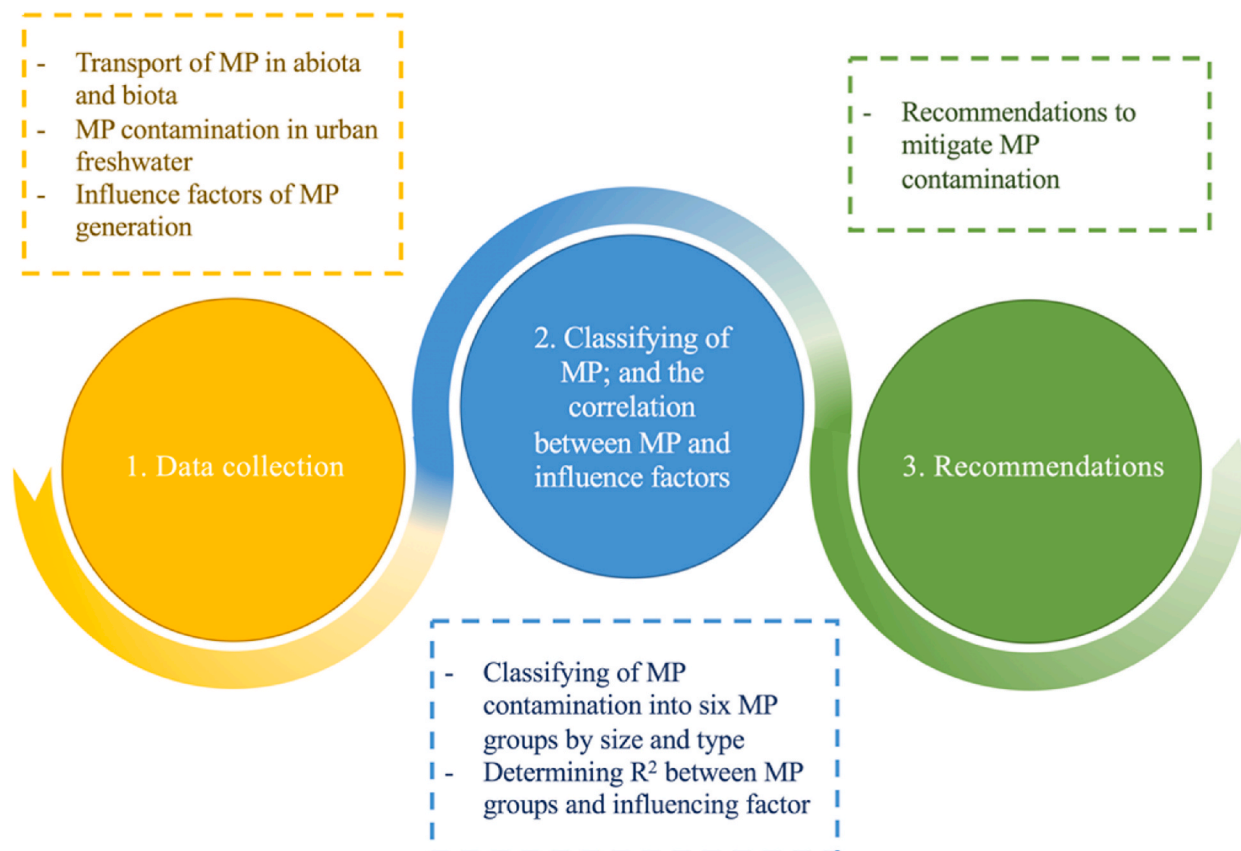 - Transport of MP in abiota
and biota
- MP contamination in urban
freshwater
- Influence factors of MP
generation
1. Data collection
2. Classifying of
MP; and the
correlation
between MP and
influence factors
- Classifying of MP
contamination into six MP
groups by size and type
- Determining R² between MP
groups and influencing factor
- Recommendations to
mitigate MP
contamination
3. Recommendations